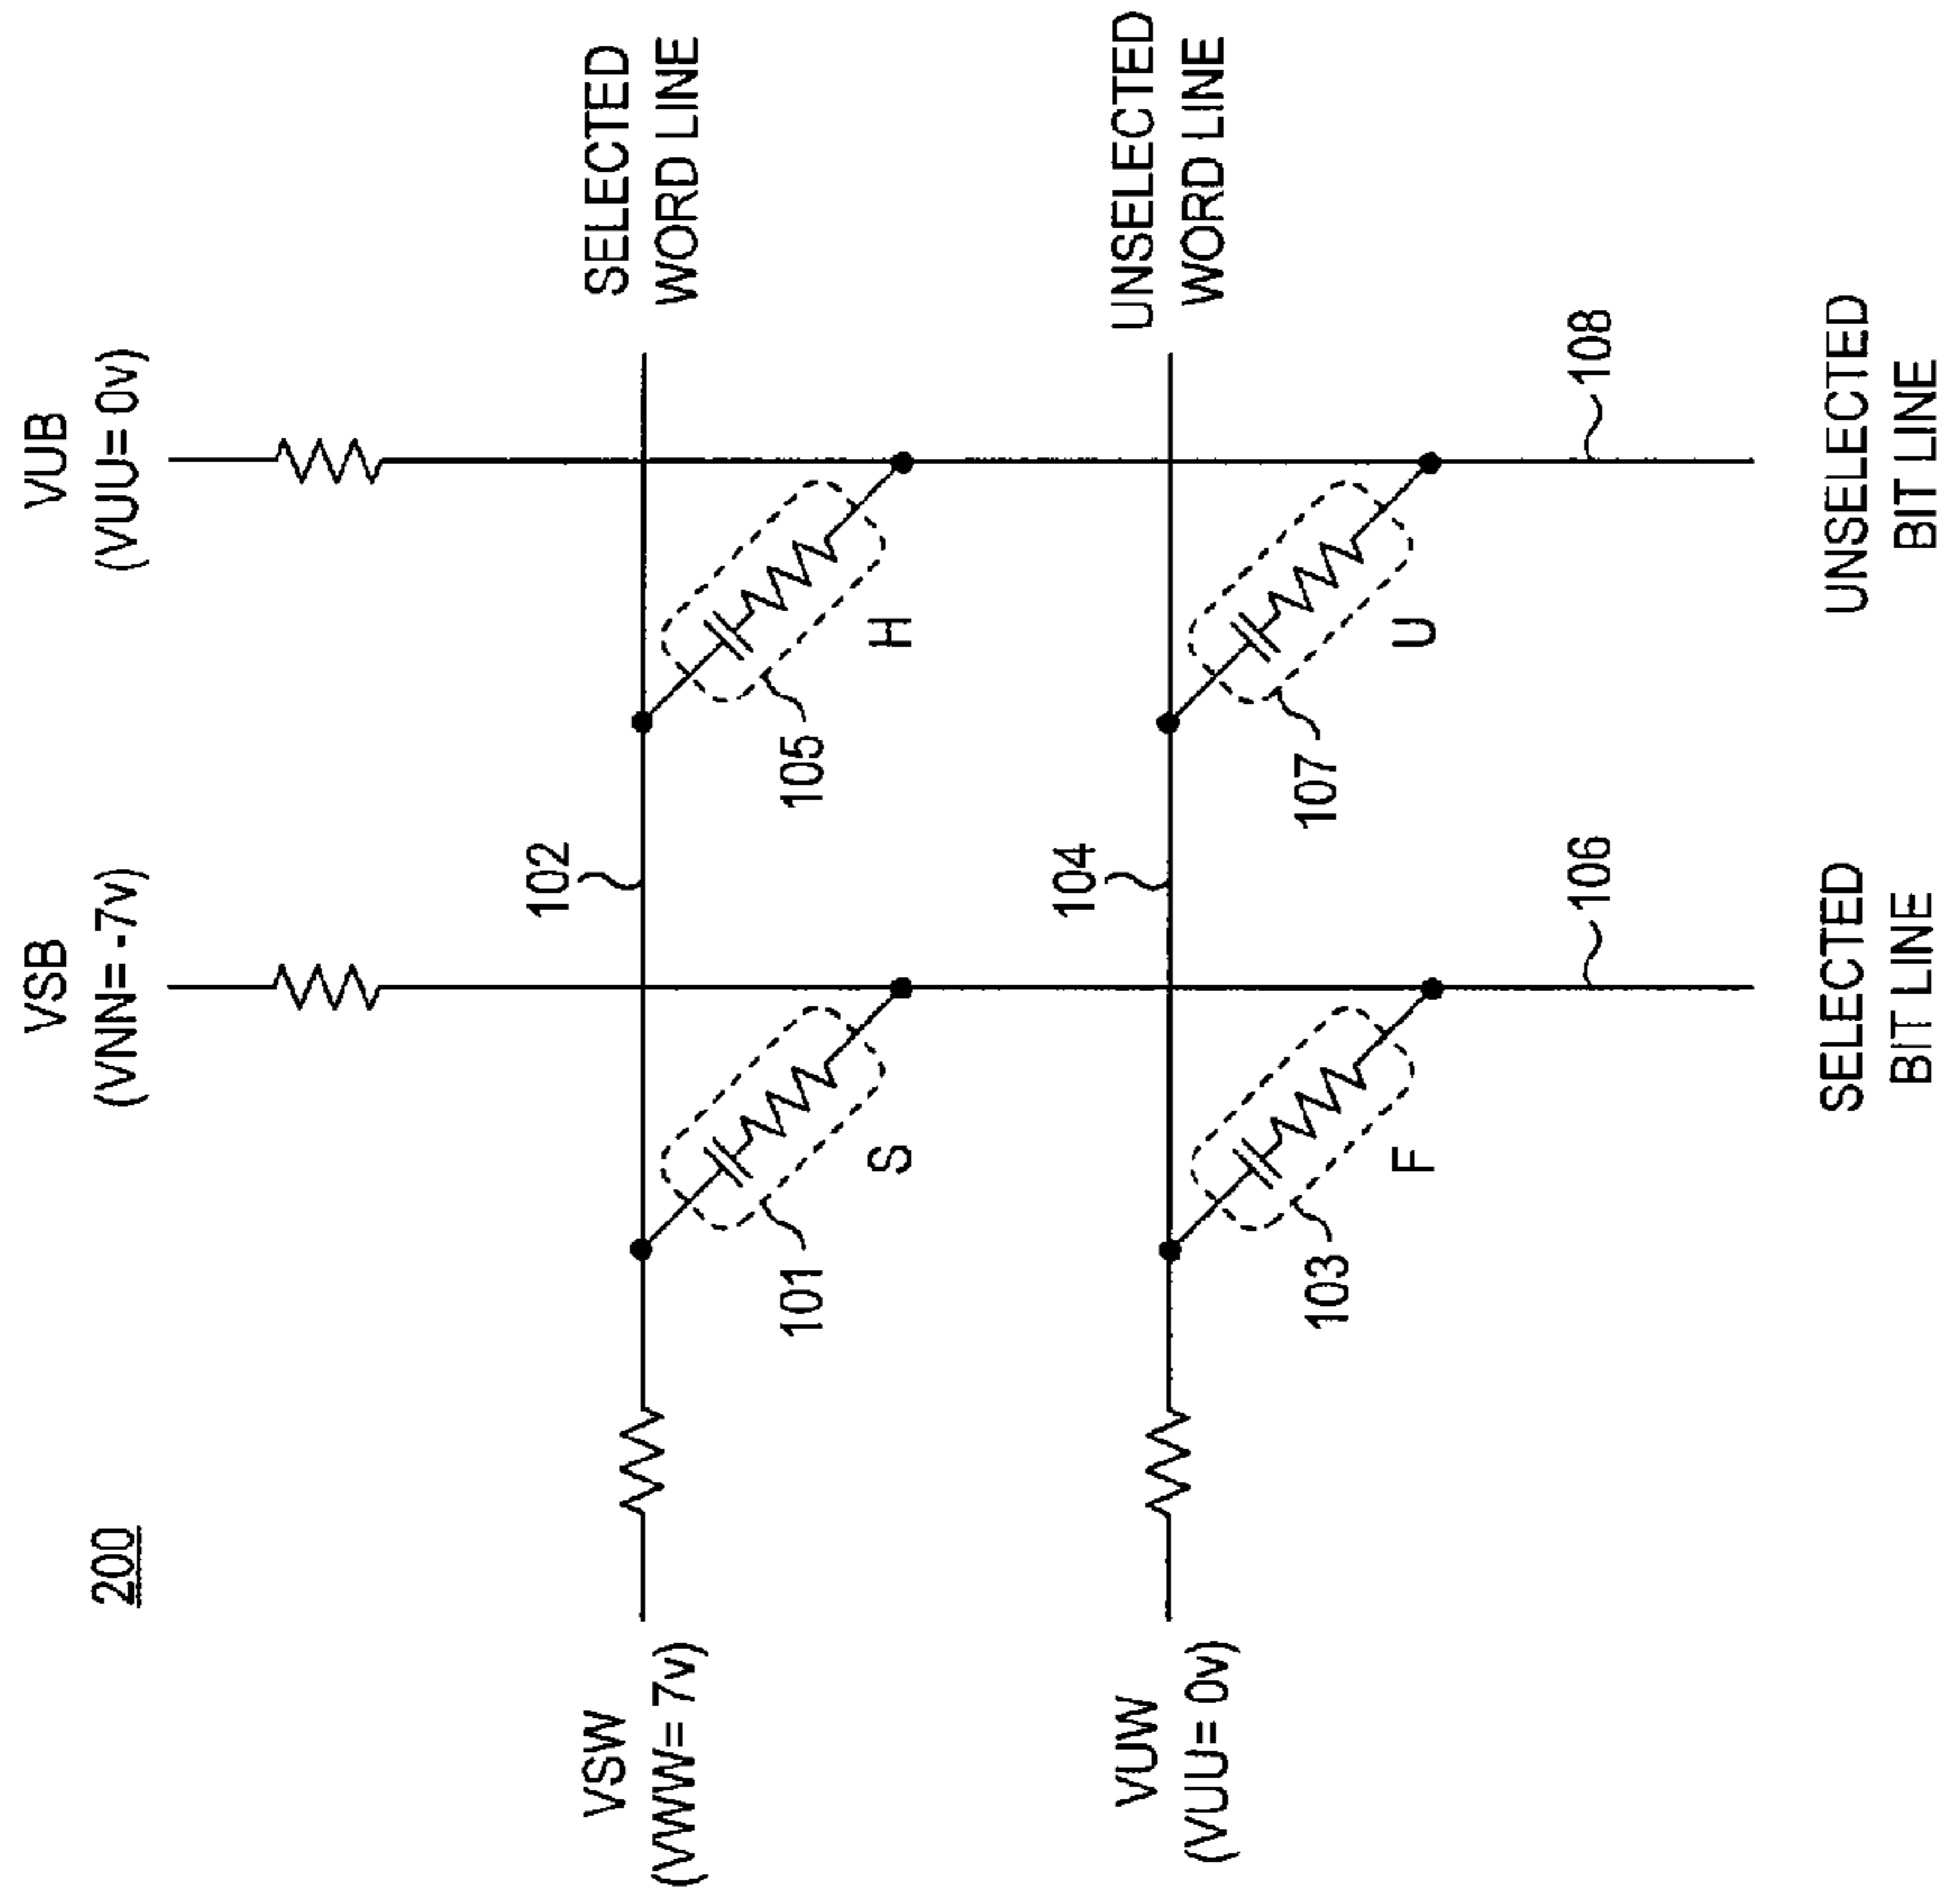 200
VSB
(VNN=-7v)
VUB
(VUU= 0v)
VSW
(VWW= 7v)
102
SELECTED
WORD LINE
101
S
105
H
VUW
(VUU= 0v)
104
UNSELECTED
WORD LINE
103
F
107
U
106
108
SELECTED
BIT LINE
UNSELECTED
BIT LINE